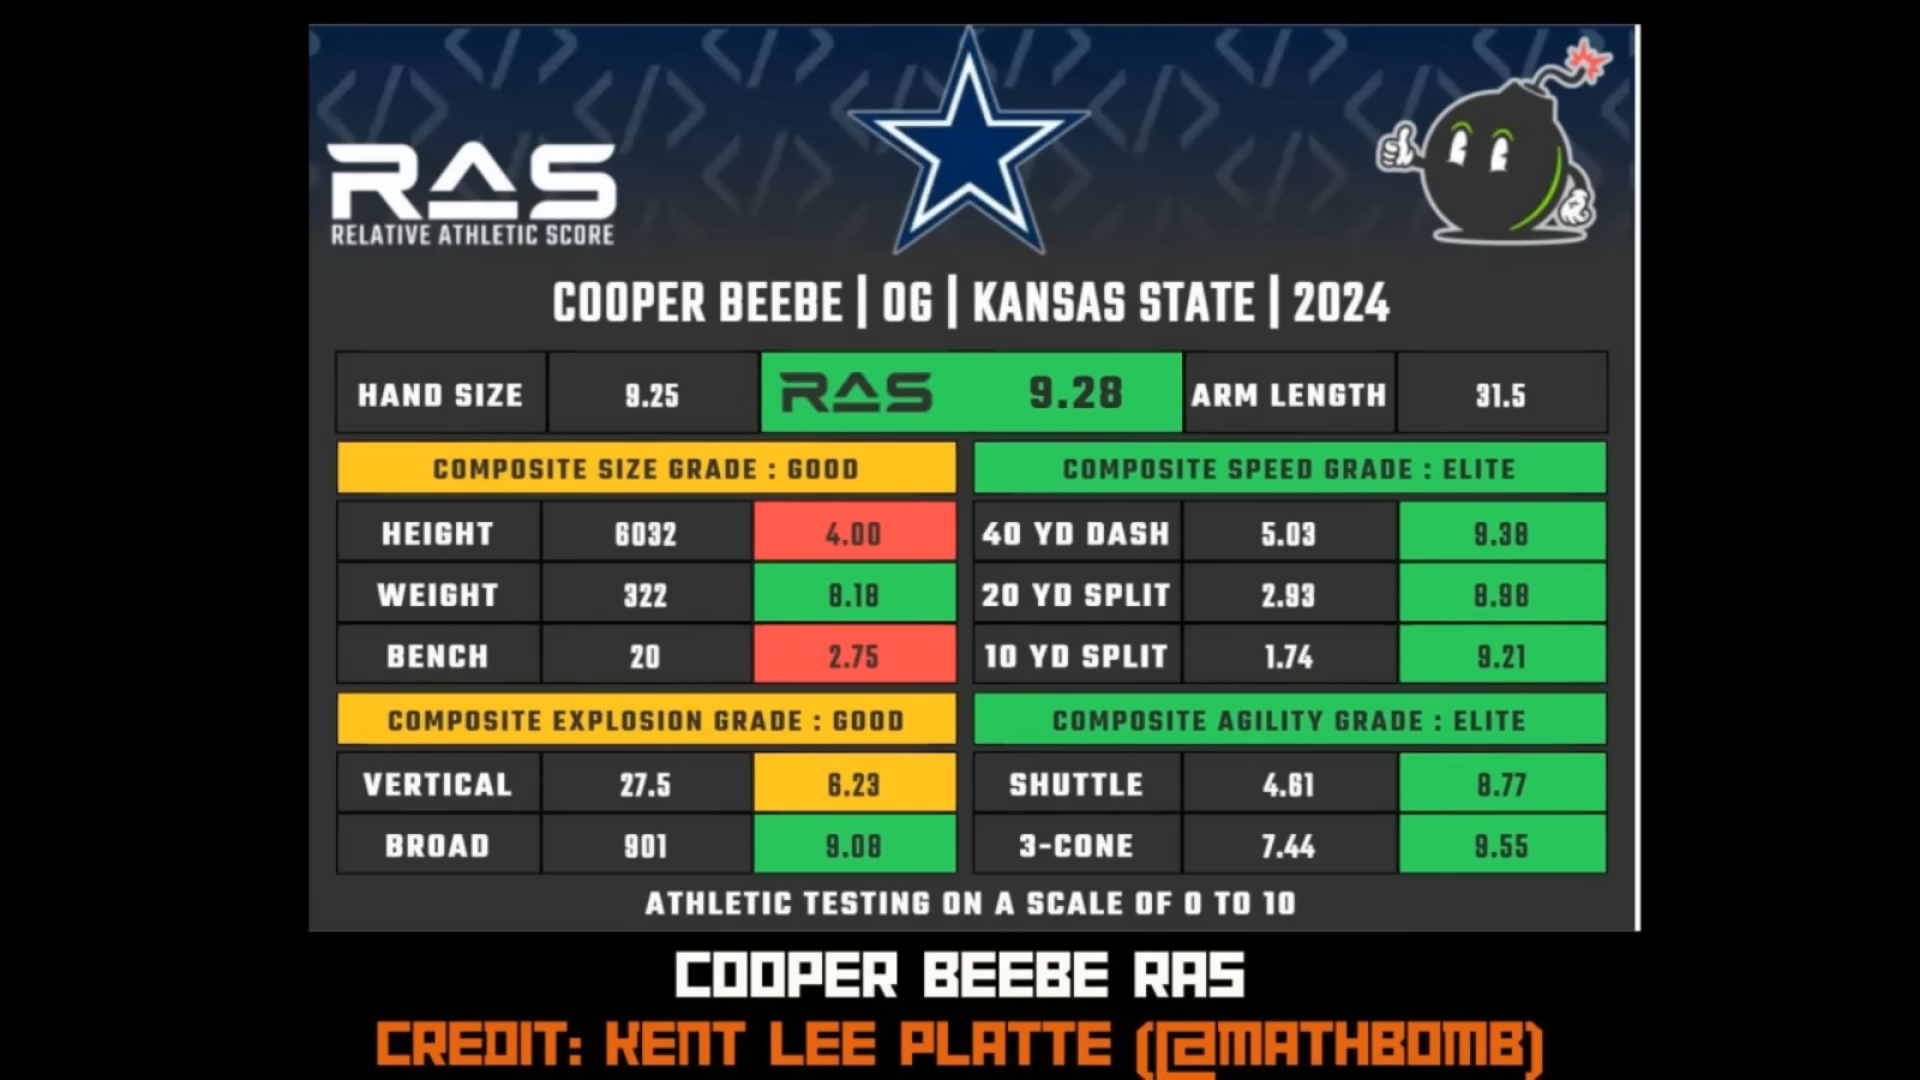 RAS
RELATIVE ATHLETIC SCORE
COOPER BEEBE | OG | KANSAS STATE | 2024
HAND SIZE 9.25 RAS 9.28 ARM LENGTH 31.5
COMPOSITE SIZE GRADE : GOOD COMPOSITE SPEED GRADE : ELITE
HEIGHT 6032 4.00 40 YD DASH 5.03 9.38
WEIGHT 322 8.18 20 YD SPLIT 2.93 8.98
BENCH 20 2.75 10 YD SPLIT 1.74 9.21
COMPOSITE EXPLOSION GRADE : GOOD COMPOSITE AGILITY GRADE : ELITE
VERTICAL 27.5 6.23 SHUTTLE 4.61 8.77
BROAD 901 9.08 3-CONE 7.44 9.55
ATHLETIC TESTING ON A SCALE OF 0 TO 10
COOPER BEEBE RAS
CREDIT: KENT LEE PLATTE (@MATHBOMB)